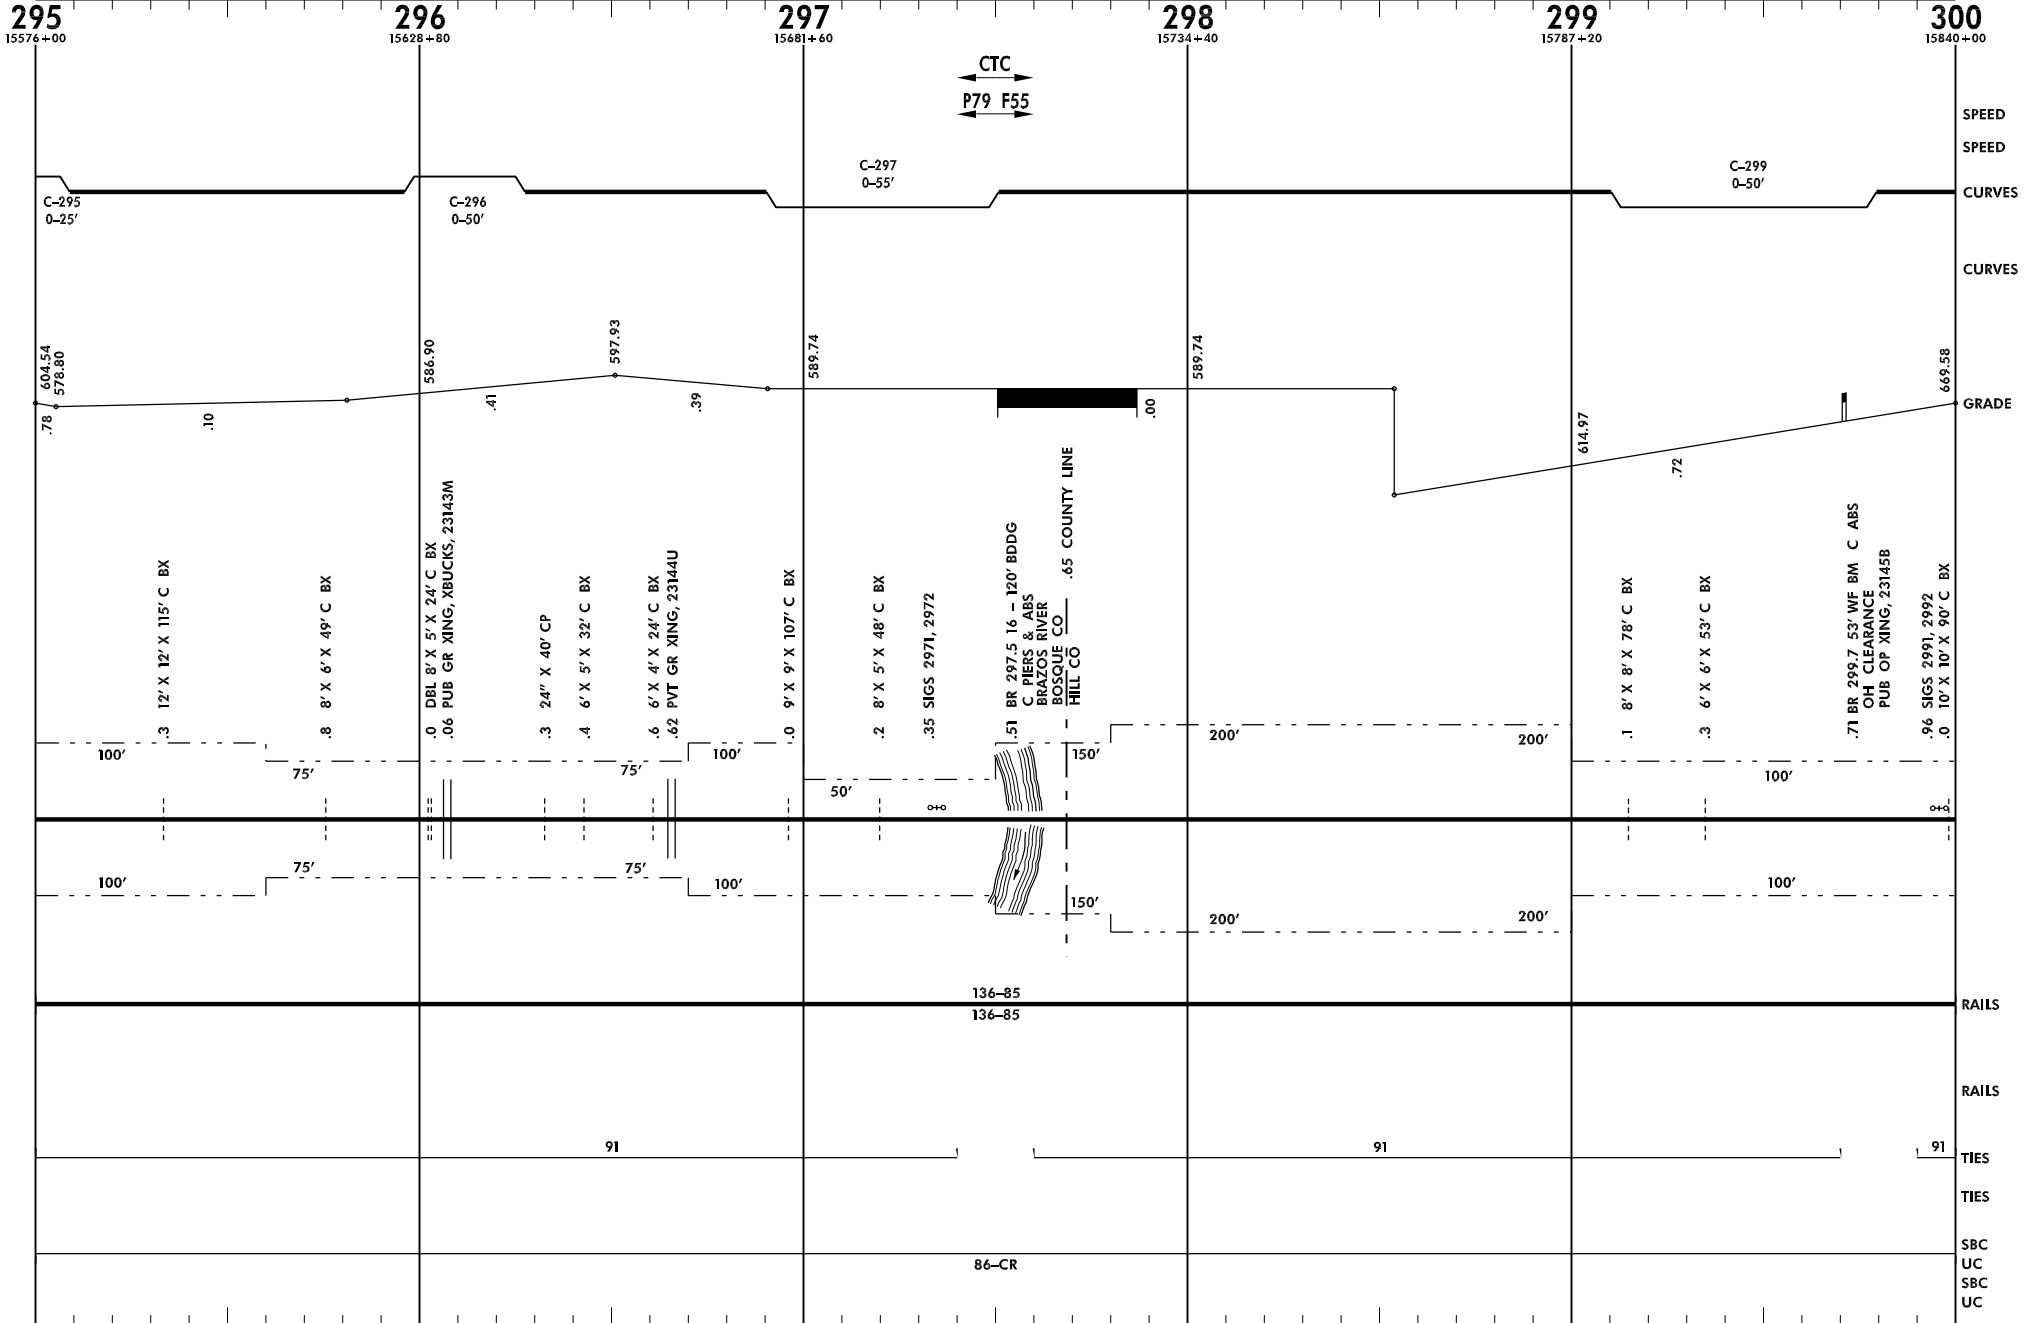 295 296 297 298 299 300
15576+00 15628+80 15681+60 15734+40 15787+20 15840+00
CTC
P79 F55
SPEED
SPEED
C-297
0-55'
C-299
0-50'
CURVES
C-295
0-25'
C-296
0-50'
CURVES
604.54
578.80
586.90
597.93
589.74
589.74
614.97
669.58
GRADE
.78
.10
.41
.39
.00
.72
.3 12' X 12' X 115' C BX
.8 8' X 6' X 49' C BX
.0 DBL 8' X 5' X 24' C BX
.06 PUB GR XING, XBUCKS, 23143M
.3 24" X 40' CP
.4 6' X 5' X 32' C BX
.6 6' X 4' X 24' C BX
.62 PVT GR XING, 23144U
.0 9' X 9' X 107' C BX
.2 8' X 5' X 48' C BX
.35 SIGS 2971, 2972
.51 BR 297.5 16 - 120' BDDG
C PIERS & ABS
BRAZOS RIVER
BOSQUE CO
.65 COUNTY LINE
HILL CO
.1 8' X 8' X 78' C BX
.3 6' X 6' X 53' C BX
.71 BR 299.7 53' WF BM C ABS
OH CLEARANCE
PUB OP XING, 23145B
.96 SIGS 2991, 2992
.0 10' X 10' X 90' C BX
100' 75' 75' 100' 50' 150' 200' 200' 100'
100' 75' 75' 100' 150' 200' 200' 100'
136-85
RAILS
136-85
RAILS
91 91 91
TIES
TIES
SBC
86-CR
UC
SBC
UC